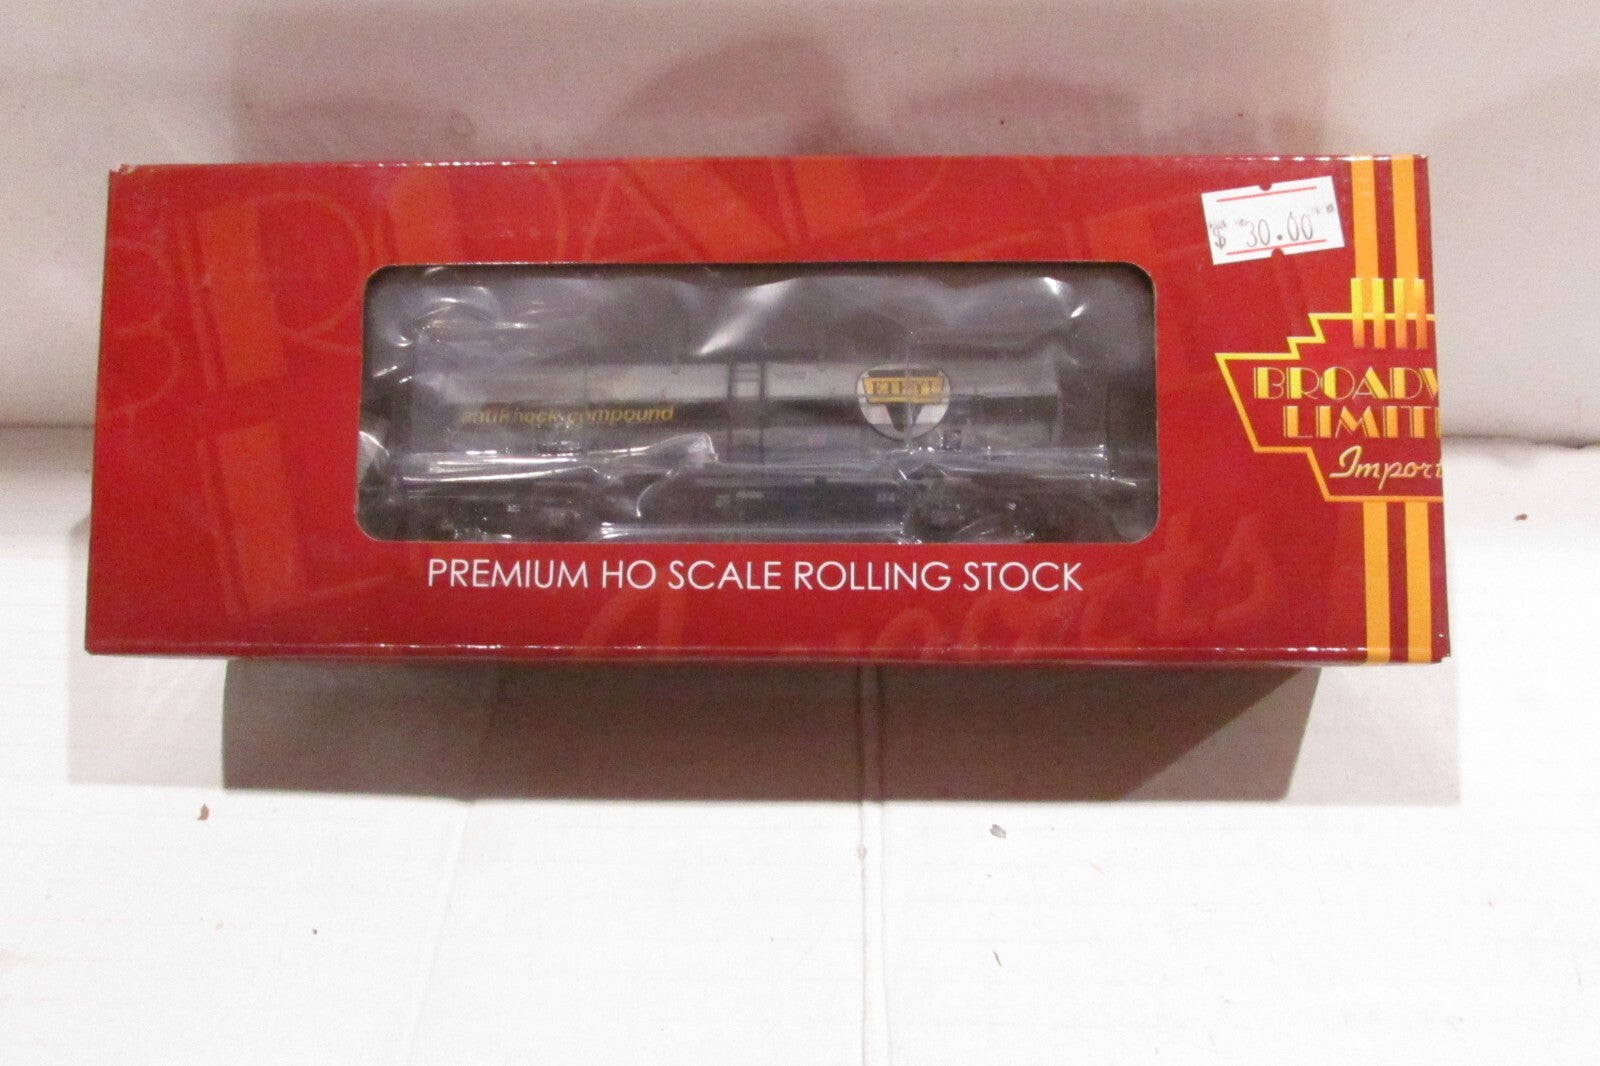 $ 30.00
BROADW
LIMIT
Import
ETHYL
antiknock compound
PREMIUM HO SCALE ROLLING STOCK